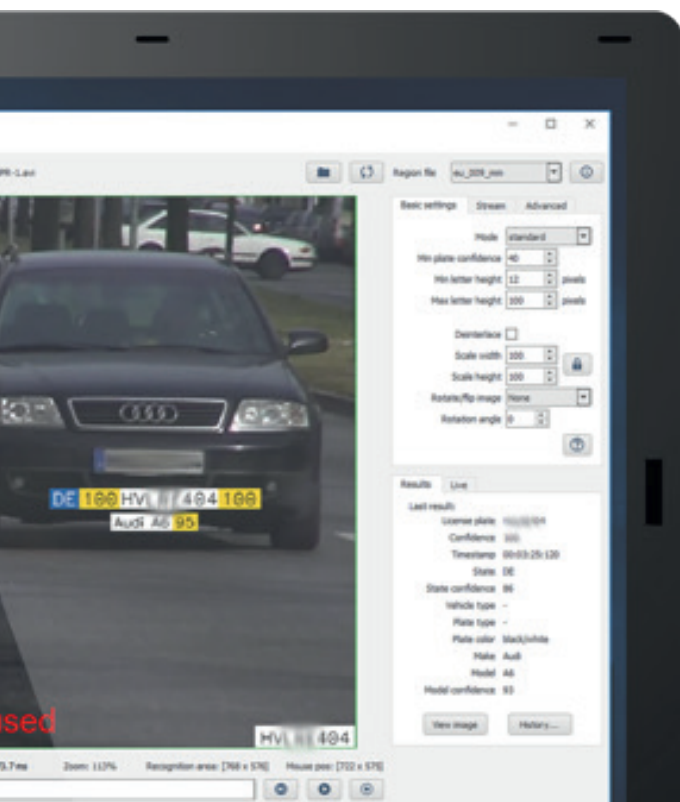 PR-1.avi
Region file eu_009_mn
Basic settings Stream Advanced
Mode standard
Min plate confidence 40
Min letter height 12 pixels
Max letter height 100 pixels
Deinterlace
Scale width 100
Scale height 100
Rotate/flip image None
Rotation angle 0
DE 100 HV 404 100
Audi A6 95
Results Live
Last result:
License plate
Confidence
Timestamp 00:03:25:120
State DE
State confidence 86
Vehicle type -
Plate type -
Plate color black/white
Make Audi
Model A6
Model confidence 93
View image History...
used
HV 404
3.7ms Zoom: 113% Recognition area: [768 x 576] Mouse pos: [722 x 575]